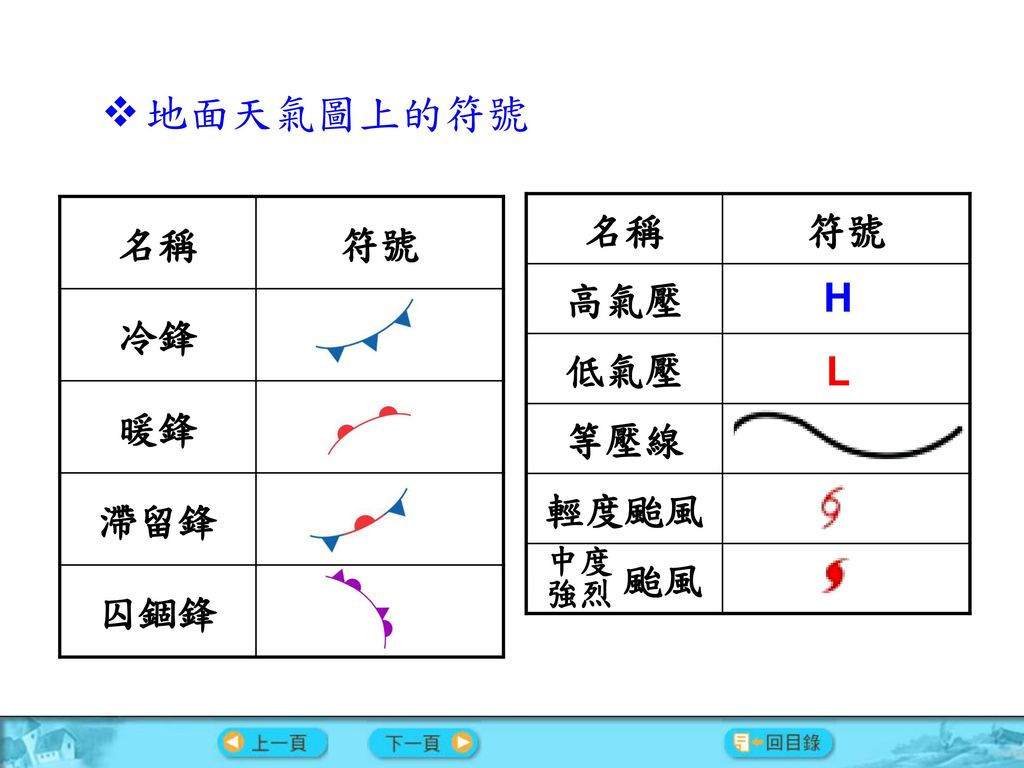 地面天氣圖上的符號
名稱 符號
冷鋒
暖鋒
滯留鋒
囚錮鋒
名稱 符號
高氣壓 H
低氣壓 L
等壓線
輕度颱風
中度
強烈 颱風
上一頁 下一頁 回目錄